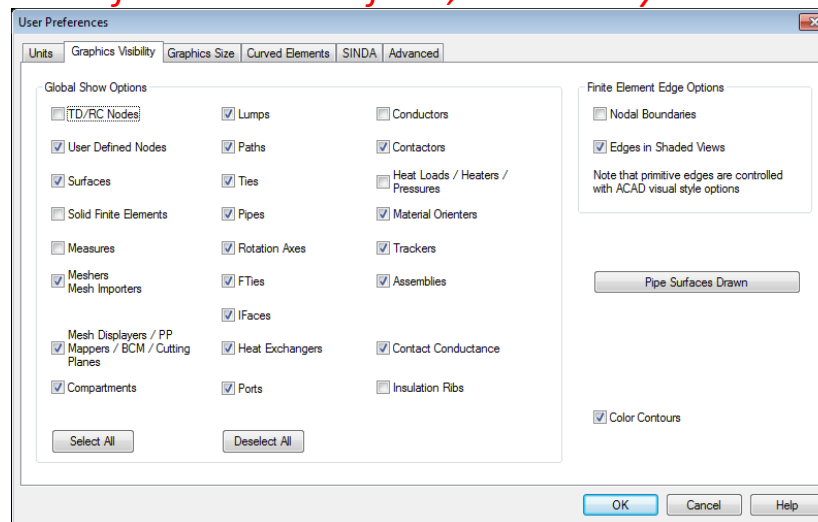 User Preferences
Units Graphics Visibility Graphics Size Curved Elements SINDA Advanced
Global Show Options
TD/RC Nodes
User Defined Nodes
Surfaces
Solid Finite Elements
Measures
Meshers
Mesh Importers
Mesh Displayers / PP
Mappers / BCM / Cutting
Planes
Compartments
Lumps
Paths
Ties
Pipes
Rotation Axes
FTies
IFaces
Heat Exchangers
Ports
Conductors
Contactors
Heat Loads / Heaters /
Pressures
Material Orienters
Trackers
Assemblies
Contact Conductance
Insulation Ribs
Select All
Deselect All
Finite Element Edge Options
Nodal Boundaries
Edges in Shaded Views
Note that primitive edges are controlled
with ACAD visual style options
Pipe Surfaces Drawn
Color Contours
OK Cancel Help